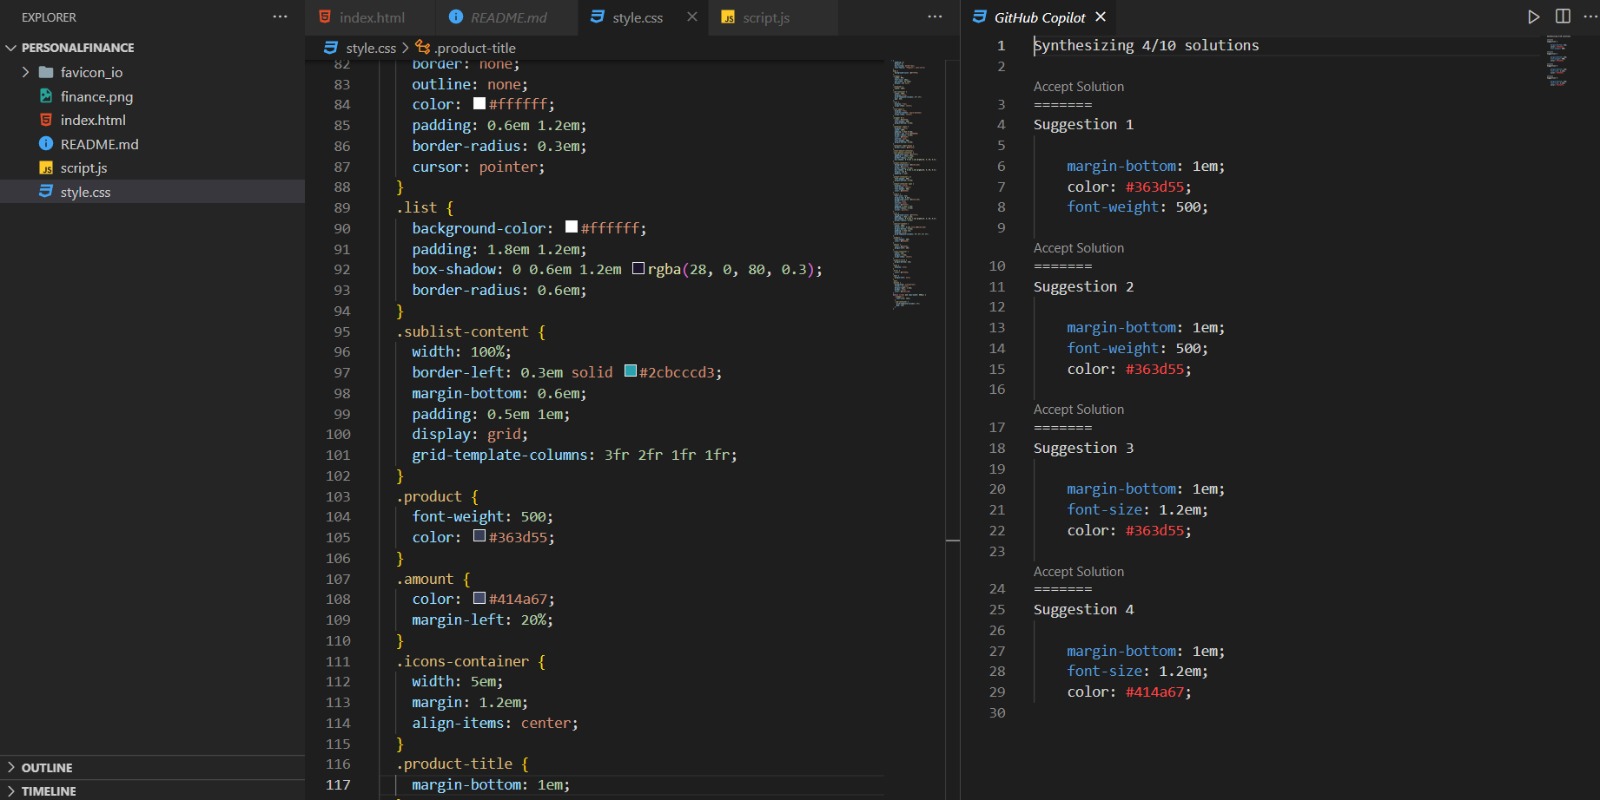 EXPLORER
PERSONALFINANCE
favicon_io
finance.png
index.html
README.md
script.js
style.css
OUTLINE
TIMELINE
index.html README.md style.css script.js
style.css > .product-title
82 border: none;
83 outline: none;
84 color: #ffffff;
85 padding: 0.6em 1.2em;
86 border-radius: 0.3em;
87 cursor: pointer;
88 }
89 .list {
90 background-color: #ffffff;
91 padding: 1.8em 1.2em;
92 box-shadow: 0 0.6em 1.2em rgba(28, 0, 80, 0.3);
93 border-radius: 0.6em;
94 }
95 .sublist-content {
96 width: 100%;
97 border-left: 0.3em solid #2cbcccd3;
98 margin-bottom: 0.6em;
99 padding: 0.5em 1em;
100 display: grid;
101 grid-template-columns: 3fr 2fr 1fr 1fr;
102 }
103 .product {
104 font-weight: 500;
105 color: #363d55;
106 }
107 .amount {
108 color: #414a67;
109 margin-left: 20%;
110 }
111 .icons-container {
112 width: 5em;
113 margin: 1.2em;
114 align-items: center;
115 }
116 .product-title {
117 margin-bottom: 1em;
GitHub Copilot
1 Synthesizing 4/10 solutions
2
Accept Solution
3 =======
4 Suggestion 1
5
6 margin-bottom: 1em;
7 color: #363d55;
8 font-weight: 500;
9
Accept Solution
10 =======
11 Suggestion 2
12
13 margin-bottom: 1em;
14 font-weight: 500;
15 color: #363d55;
16
Accept Solution
17 =======
18 Suggestion 3
19
20 margin-bottom: 1em;
21 font-size: 1.2em;
22 color: #363d55;
23
Accept Solution
24 =======
25 Suggestion 4
26
27 margin-bottom: 1em;
28 font-size: 1.2em;
29 color: #414a67;
30